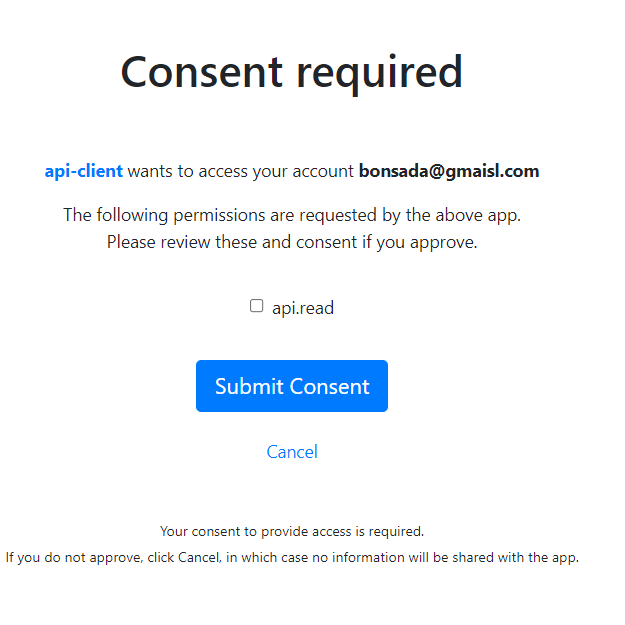 Consent required
api-client wants to access your account bonsada@gmaisl.com
The following permissions are requested by the above app.
Please review these and consent if you approve.
api.read
Submit Consent
Cancel
Your consent to provide access is required.
If you do not approve, click Cancel, in which case no information will be shared with the app.